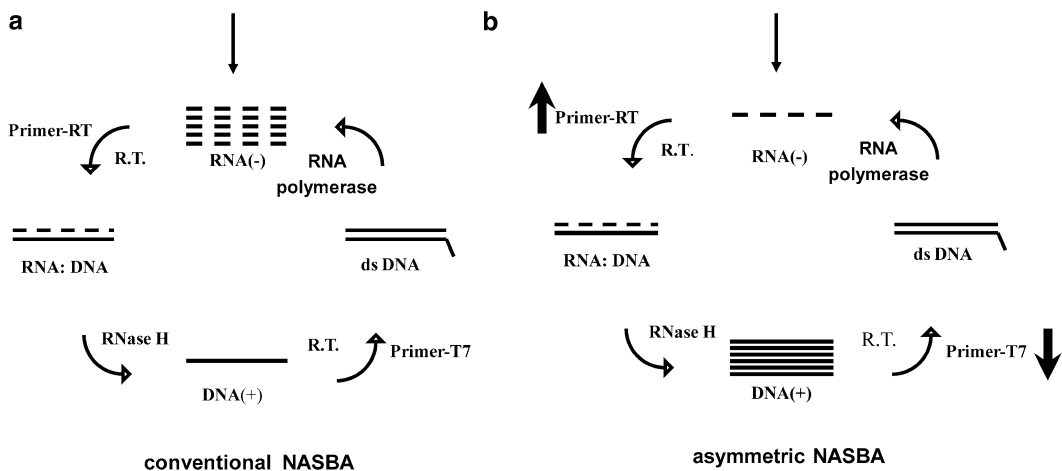 a
Primer-RT
R.T.
RNA(-)
RNA
polymerase
RNA: DNA
ds DNA
RNase H
R.T.
Primer-T7
DNA(+)
conventional NASBA
b
Primer-RT
R.T.
RNA(-)
RNA
polymerase
RNA: DNA
ds DNA
RNase H
R.T.
Primer-T7
DNA(+)
asymmetric NASBA